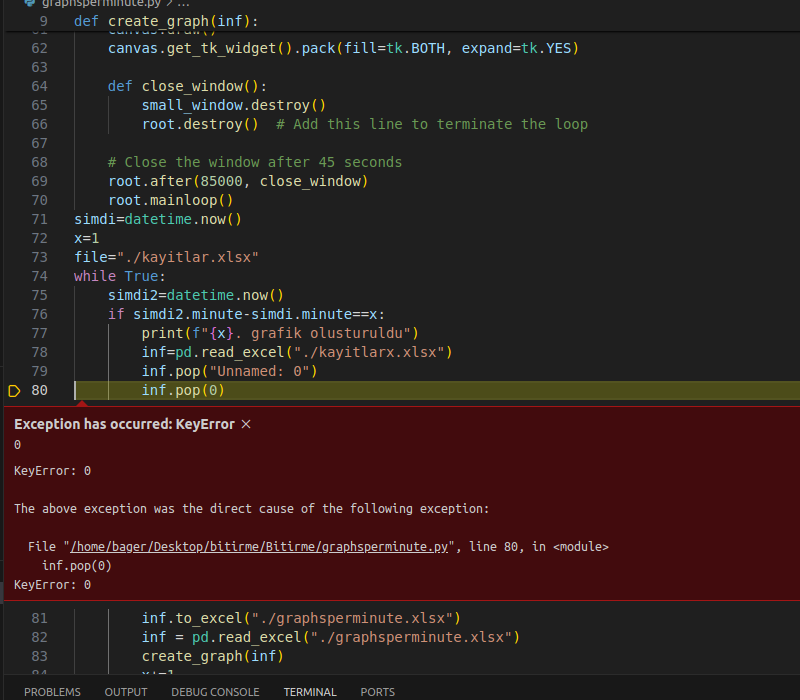 graphsperminute.py > ...
9 def create_graph(inf):
61 canvas.draw()
62 canvas.get_tk_widget().pack(fill=tk.BOTH, expand=tk.YES)
63
64 def close_window():
65 small_window.destroy()
66 root.destroy()  # Add this line to terminate the loop
67
68 # Close the window after 45 seconds
69 root.after(85000, close_window)
70 root.mainloop()
71 simdi=datetime.now()
72 x=1
73 file="./kayitlar.xlsx"
74 while True:
75 simdi2=datetime.now()
76 if simdi2.minute-simdi.minute==x:
77 print(f"{x}. grafik olusturuldu")
78 inf=pd.read_excel("./kayitlarx.xlsx")
79 inf.pop("Unnamed: 0")
80 inf.pop(0)
Exception has occurred: KeyError ×
0
KeyError: 0
The above exception was the direct cause of the following exception:
File "/home/bager/Desktop/bitirme/Bitirme/graphsperminute.py", line 80, in <module>
inf.pop(0)
KeyError: 0
81 inf.to_excel("./graphsperminute.xlsx")
82 inf = pd.read_excel("./graphsperminute.xlsx")
83 create_graph(inf)
84 x+=1
PROBLEMS OUTPUT DEBUG CONSOLE TERMINAL PORTS